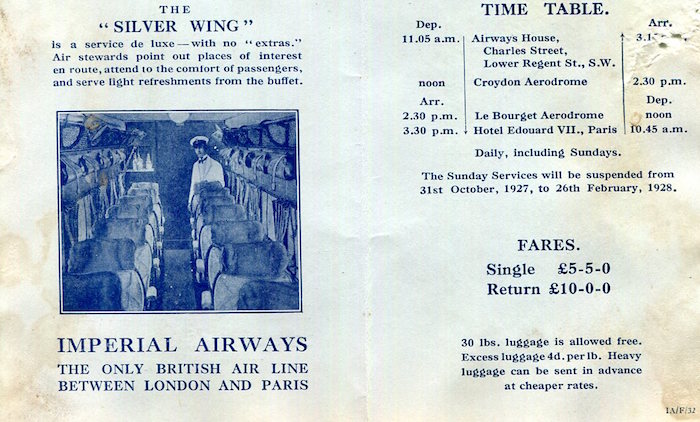 THE
"SILVER WING"
is a service de luxe — with no "extras."
Air stewards point out places of interest
en route, attend to the comfort of passengers,
and serve light refreshments from the buffet.
IMPERIAL AIRWAYS
THE ONLY BRITISH AIR LINE
BETWEEN LONDON AND PARIS
TIME TABLE.
Dep. Arr.
11.05 a.m. Airways House,
Charles Street,
Lower Regent St., S.W.
noon Croydon Aerodrome 2.30 p.m.
Arr. Dep.
2.30 p.m. Le Bourget Aerodrome noon
3.30 p.m. Hotel Edouard VII., Paris 10.45 a.m.
Daily, including Sundays.
The Sunday Services will be suspended from
31st October, 1927, to 26th February, 1928.
FARES.
Single £5-5-0
Return £10-0-0
30 lbs. luggage is allowed free.
Excess luggage 4d. per lb. Heavy
luggage can be sent in advance
at cheaper rates.
IA/F/32